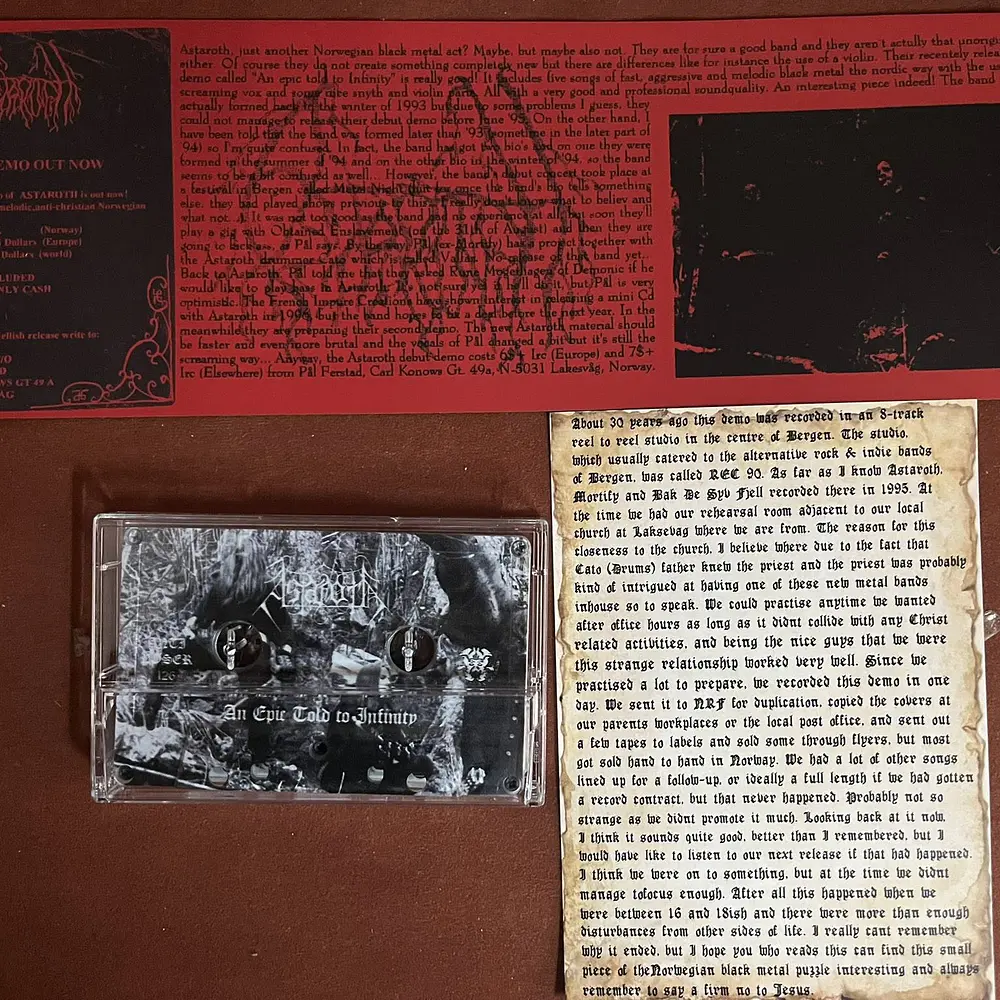 Astaroth, just another Norwegian black metal act? Maybe, but maybe also not. They are for sure a good band and they aren't actully that unorigi
either. Of course they do not create something completely new but there are differences like for instance the use of a violin. Their recently relea
demo called "An epic told to Infinity" is really good! It includes five songs of fast, aggressive and melodic black metal the nordic way with the us
screaming vox and some nice snyth and violin parts. All with a very good and professional soundquality. An interesting piece indeed! The band
actually formed back in the winter of 1993 but due to some problems I guess, they
could not manage to release their debut demo before June '95. On the other hand, I
have been told that the band was formed later than '93 (sometime in the later part of
'94) so I'm quite confused. In fact, the band has got two bio's and on one they were
formed in the summer of '94 and on the other bio is the winter of '94, so the band
seems to be a bit confused as well... However, the band's debut concert took place at
a festival in Bergen called Metal Night but once the band's bio tells something
else, they had played live previous to this. I really don't know what to believe and
what not...! It was not too good as the band has no experience at all but soon they'll
play a gig with Obtained Enslavement (on the 31th of August) and then they are
going to kick ass, as Pål say. By the way, Pål (ex-Mortify) has a project together with
the Astaroth drummer Cato which is called No release of this band yet...
Back to Astaroth. Pål told me that they asked Rune Mogelhages of Demonic if he
would like to play in Astaroth. I'm not sure if he will do it, but Pål is very
optimistic. The French Impure Creations has shown interest in releasing a mini Cd
with Astaroth in 1996 but the band hopes to get a deal before the next year. In the
meanwhile they are preparing their second demo. The new Astaroth material should
be faster and even more brutal and the vocals of Pål changed a bit but it's still the
screaming way... Anyway, the Astaroth debut demo costs 6$+ Irc (Europe) and 7$+
Irc (Elsewhere) from Pål Ferstad, Carl Konows Gt. 49a, N-5031 Lakesvåg, Norway.
EMO OUT NOW
of ASTAROTH is out now!
melodic,anti-christian Norwegian
(Norway)
Dollars (Europe)
Dollars (world)
CLUDED
NLY CASH
ellish release write to:
C/O
D
WS GT 49 A
AG
About 30 years ago this demo was recorded in an 8-track
reel to reel studio in the centre of Bergen. The studio,
which usually catered to the alternative rock & indie bands
of Bergen, was called REC 90. As far as I know Astaroth,
Mortify and Bak De Syv Fjell recorded there in 1995. At
the time we had our rehearsal room adjacent to our local
church at Laksevag where we are from. The reason for this
closeness to the church, I believe where due to the fact that
Cato (Drums) father knew the priest and the priest was probably
kind of intrigued at having one of these new metal bands
inhouse so to speak. We could practise anytime we wanted
after office hours as long as it didnt collide with any Christ
related activities, and being the nice guys that we were
this strange relationship worked very well. Since we
practised a lot to prepare, we recorded this demo in one
day. We sent it to NRF for duplication, copied the covers at
our parents workplaces or the local post office, and sent out
a few tapes to labels and sold some through flyers, but most
got sold hand to hand in Norway. We had a lot of other songs
lined up for a follow-up, or ideally a full length if we had gotten
a record contract, but that never happened. Probably not so
strange as we didnt promote it much. Looking back at it now,
I think it sounds quite good, better than I remembered, but I
would have like to listen to our next release if that had happened.
I think we were on to something, but at the time we didnt
manage tofocus enough. After all this happened when we
were between 16 and 18ish and there were more than enough
disturbances from other sides of life. I really cant remember
why it ended, but I hope you who reads this can find this small
piece of theNorwegian black metal puzzle interesting and always
remember to say a firm no to Jesus.
Astaroth
SER
126
An Epic Told to Infinity